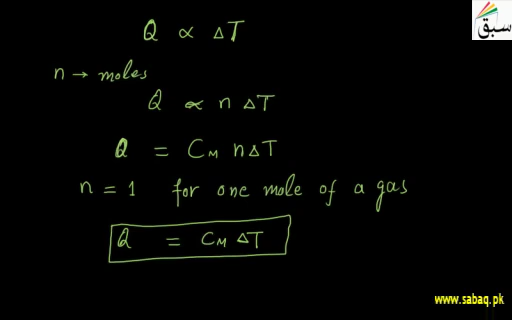 سبق
Q ∝ ΔT
n → moles
Q ∝ n ΔT
Q = CM nΔT
n = 1 for one mole of a gas
Q = CM ΔT
www.sabaq.pk